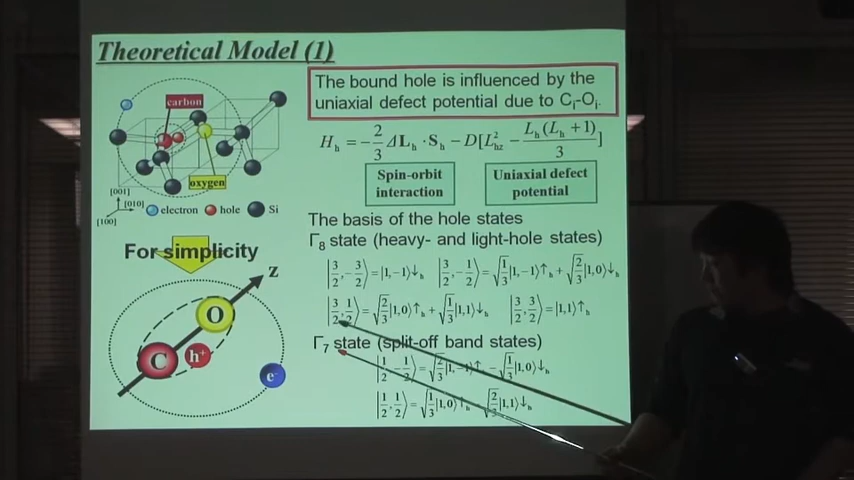 Theoretical Model (1)
carbon
oxygen
[001]
[010]
[100]
electron hole Si
For simplicity
z
O
C
h⁺
e⁻
The bound hole is influenced by the
uniaxial defect potential due to Cᵢ-Oᵢ.
H_h = -2/3 ΔL_h · S_h - D[L²_hz - L_h(L_h + 1)/3]
Spin-orbit
interaction
Uniaxial defect
potential
The basis of the hole states
Γ₈ state (heavy- and light-hole states)
|3/2, -3/2⟩ = |1,-1⟩↓_h |3/2, -1/2⟩ = √(1/3)|1,-1⟩↑_h + √(2/3)|1,0⟩↓_h
|3/2, 1/2⟩ = √(2/3)|1,0⟩↑_h + √(1/3)|1,1⟩↓_h |3/2, 3/2⟩ = |1,1⟩↑_h
Γ₇ state (split-off band states)
|1/2, -1/2⟩ = √(2/3)|1,-1⟩↑ - √(1/3)|1,0⟩↓_h
|1/2, 1/2⟩ = √(1/3)|1,0⟩↑_h - √(2/3)|1,1⟩↓_h